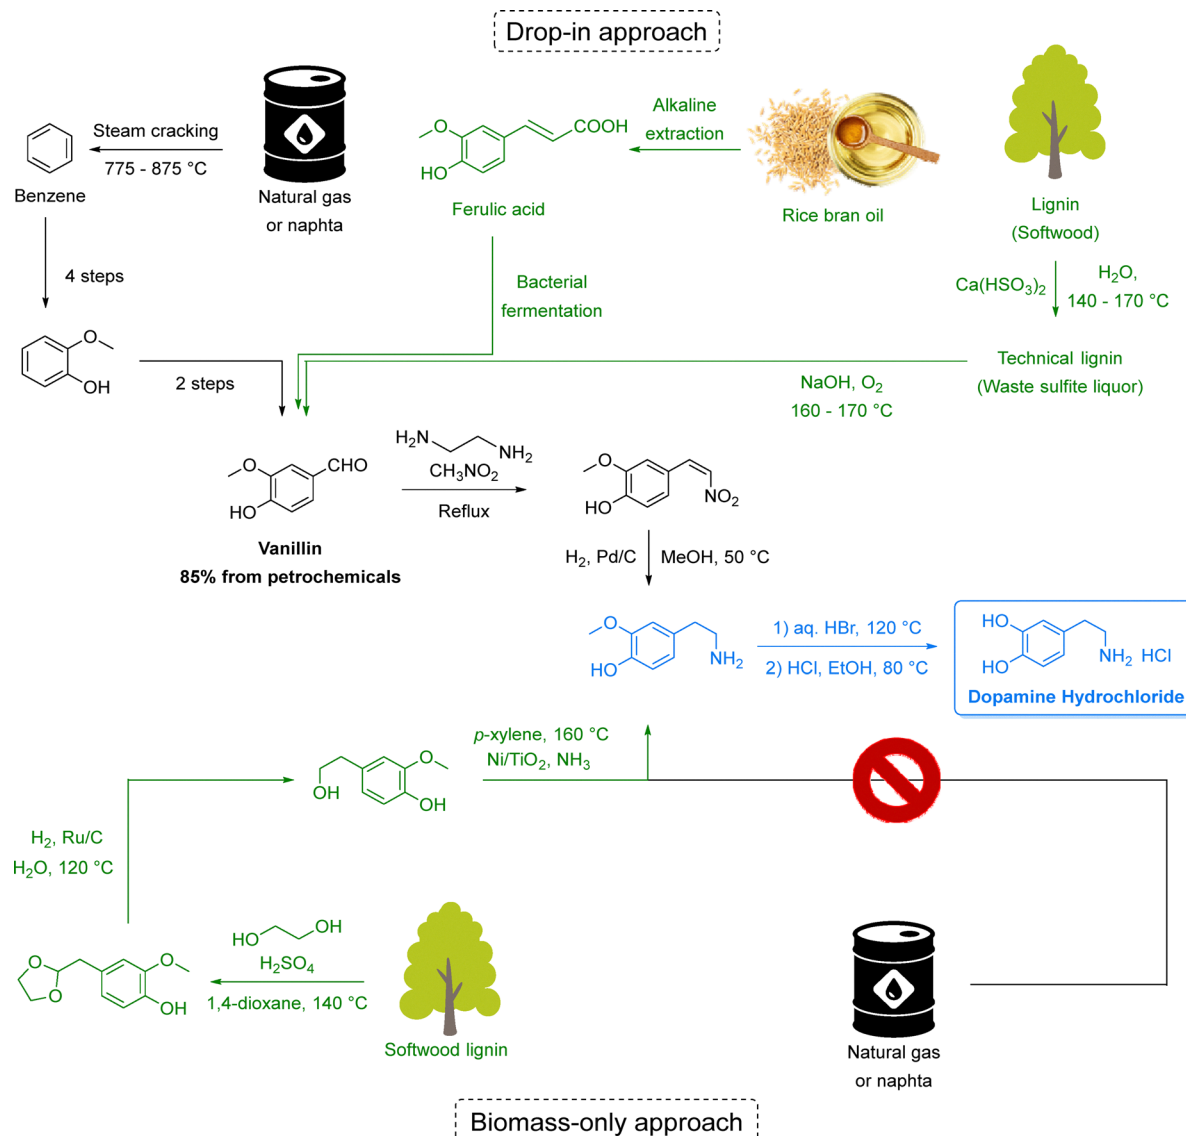 Drop-in approach
Steam cracking
775 - 875 °C
Benzene
Natural gas
or naphta
4 steps
O
OH
2 steps
O
HO
COOH
Ferulic acid
Alkaline
extraction
Rice bran oil
Lignin
(Softwood)
Ca(HSO3)2
H2O,
140 - 170 °C
Bacterial
fermentation
Technical lignin
(Waste sulfite liquor)
NaOH, O2
160 - 170 °C
O
HO
CHO
Vanillin
85% from petrochemicals
H2N
NH2
CH3NO2
Reflux
O
HO
NO2
H2, Pd/C
MeOH, 50 °C
O
HO
NH2
1) aq. HBr, 120 °C
2) HCl, EtOH, 80 °C
HO
HO
NH2 HCl
Dopamine Hydrochloride
p-xylene, 160 °C
Ni/TiO2, NH3
OH
O
OH
H2, Ru/C
H2O, 120 °C
O
O
O
OH
HO
OH
H2SO4
1,4-dioxane, 140 °C
Softwood lignin
Natural gas
or naphta
Biomass-only approach